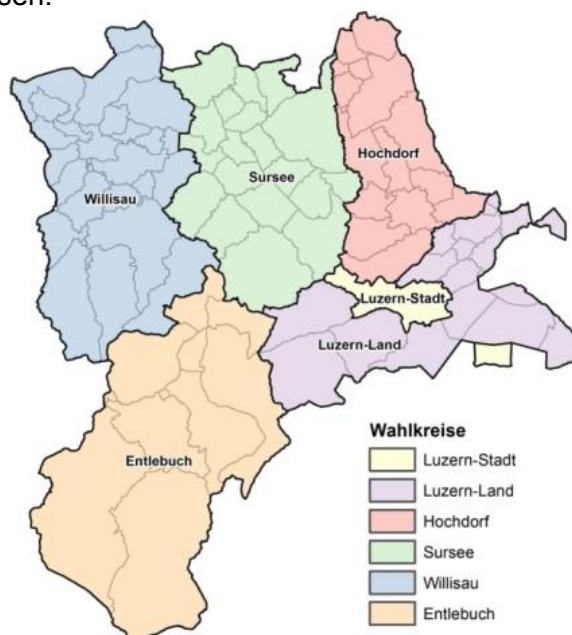 Hochdorf
Sursee
Willisau
Luzern-Stadt
Luzern-Land
Entlebuch
Wahlkreise
Luzern-Stadt
Luzern-Land
Hochdorf
Sursee
Willisau
Entlebuch